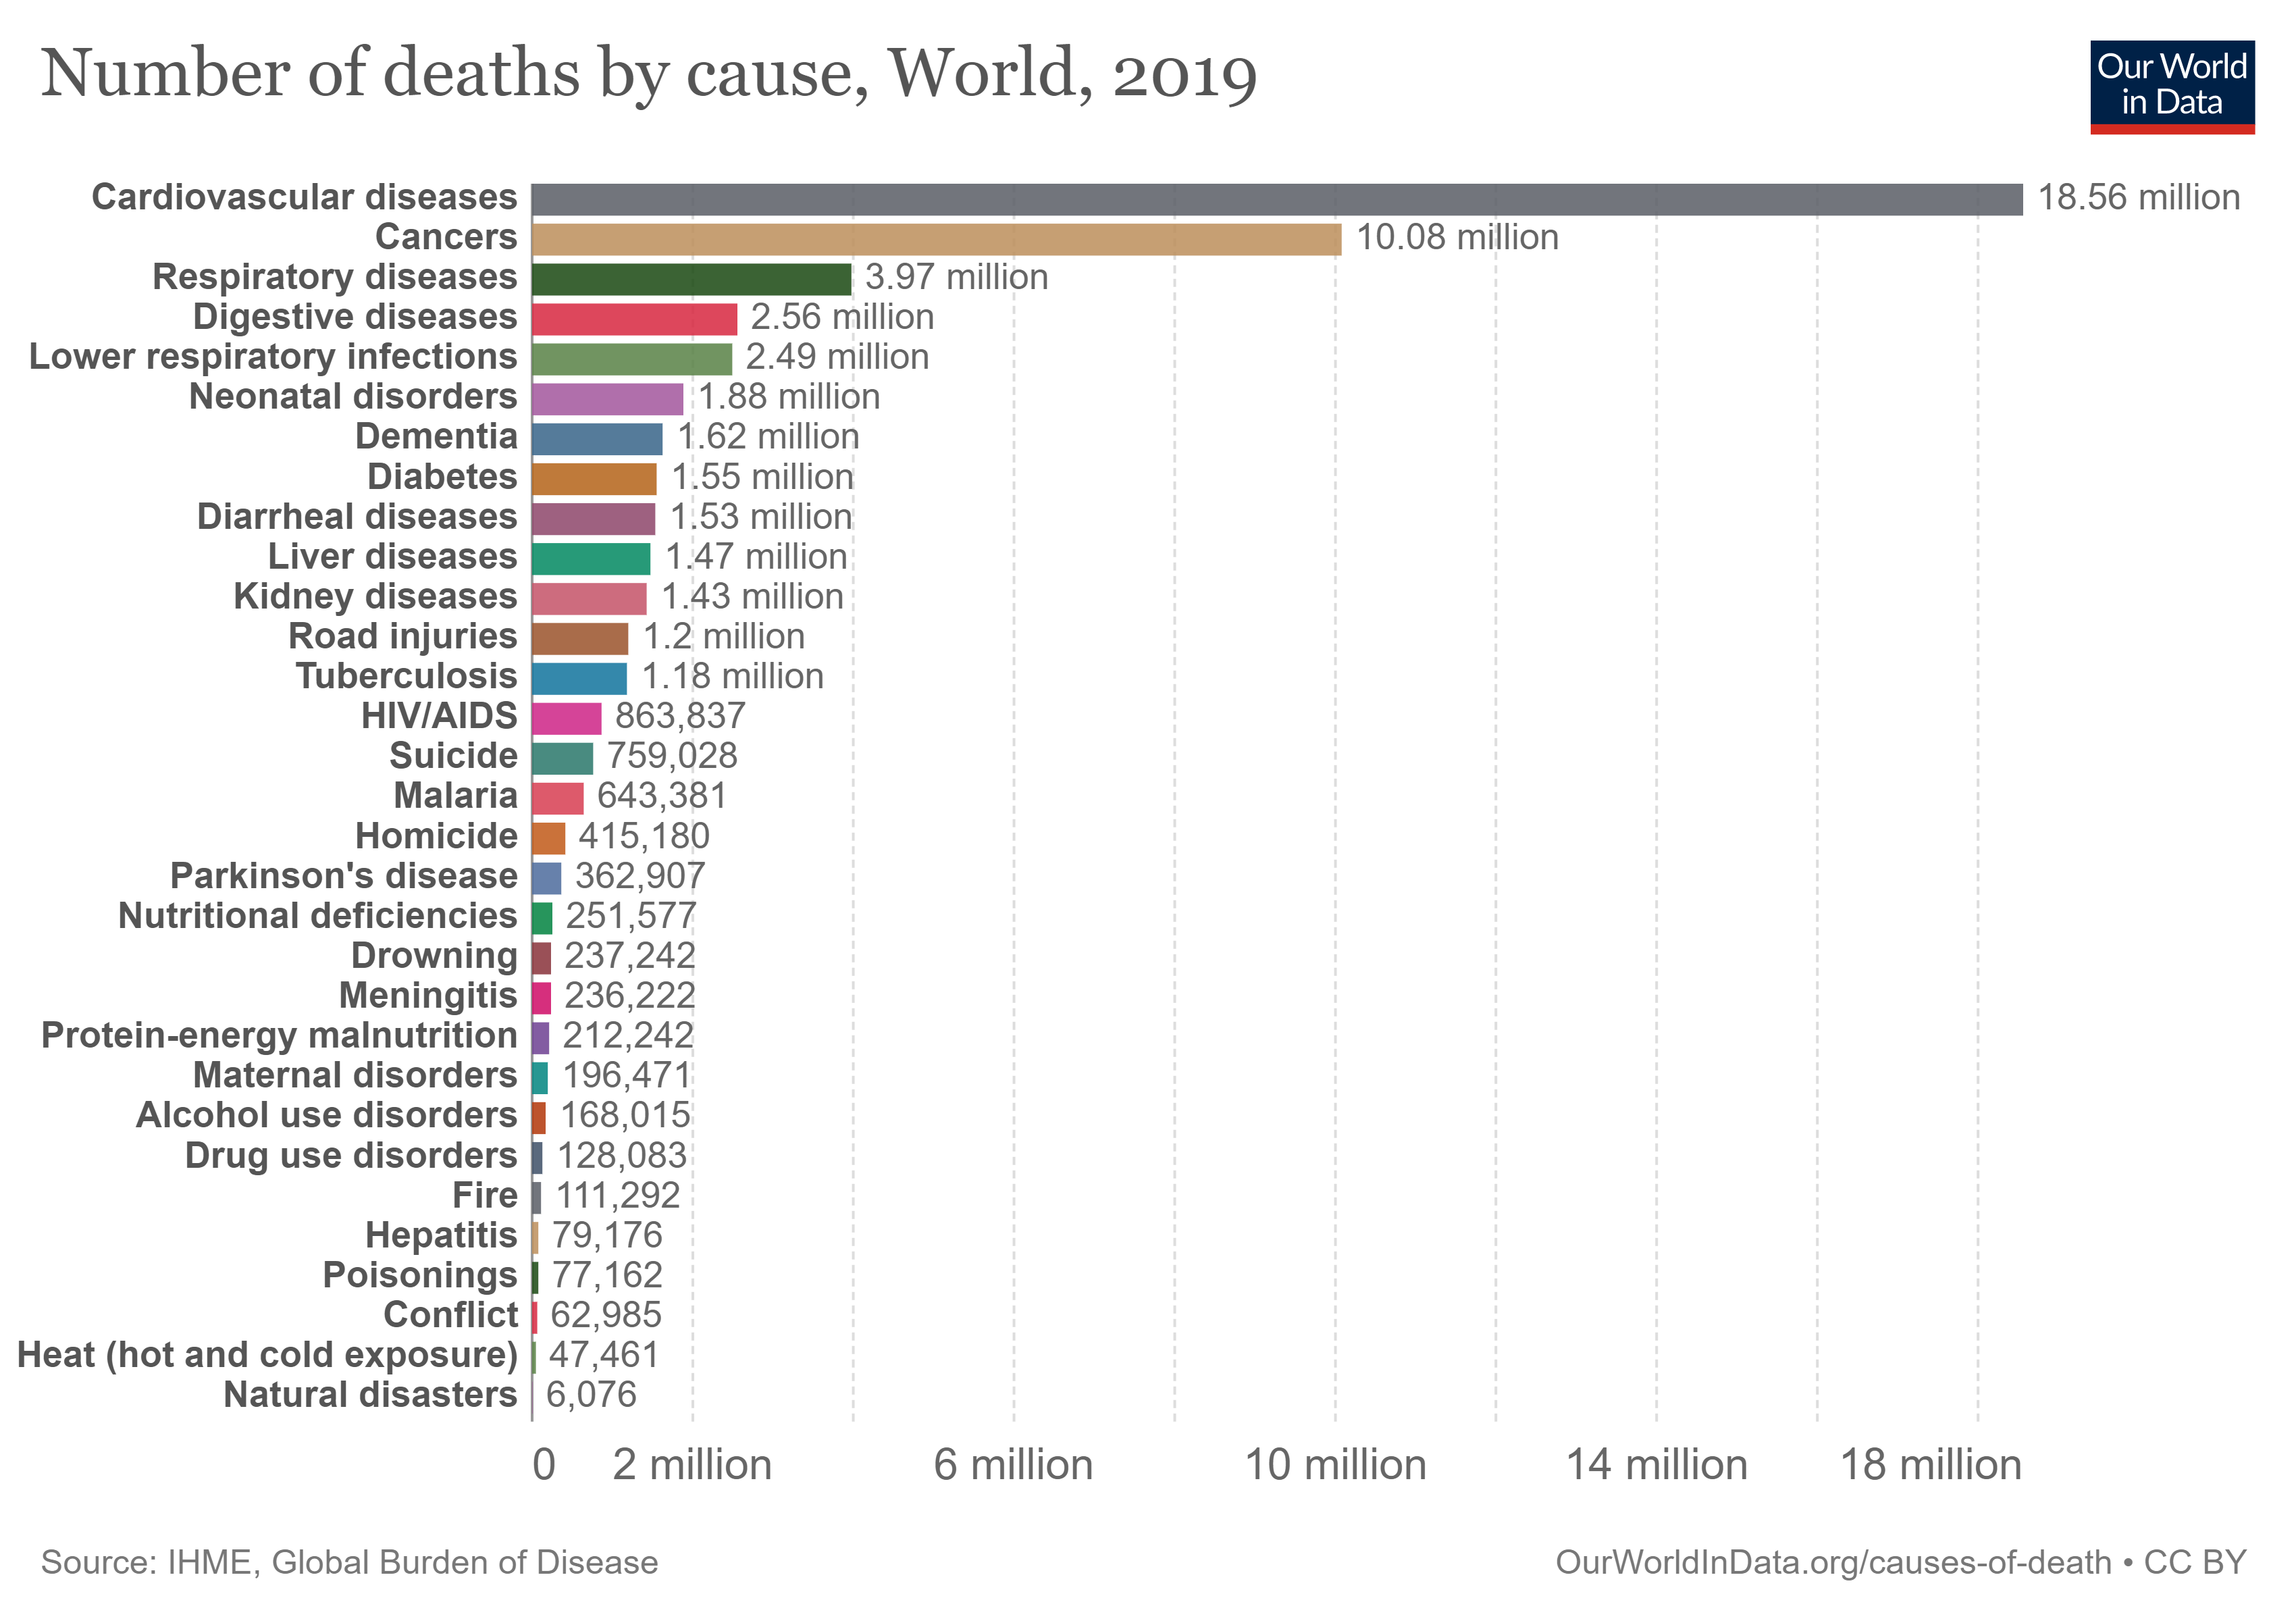 Number of deaths by cause, World, 2019
Our World
in Data
Cardiovascular diseases 18.56 million
Cancers 10.08 million
Respiratory diseases 3.97 million
Digestive diseases 2.56 million
Lower respiratory infections 2.49 million
Neonatal disorders 1.88 million
Dementia 1.62 million
Diabetes 1.55 million
Diarrheal diseases 1.53 million
Liver diseases 1.47 million
Kidney diseases 1.43 million
Road injuries 1.2 million
Tuberculosis 1.18 million
HIV/AIDS 863,837
Suicide 759,028
Malaria 643,381
Homicide 415,180
Parkinson's disease 362,907
Nutritional deficiencies 251,577
Drowning 237,242
Meningitis 236,222
Protein-energy malnutrition 212,242
Maternal disorders 196,471
Alcohol use disorders 168,015
Drug use disorders 128,083
Fire 111,292
Hepatitis 79,176
Poisonings 77,162
Conflict 62,985
Heat (hot and cold exposure) 47,461
Natural disasters 6,076
0 2 million 6 million 10 million 14 million 18 million
Source: IHME, Global Burden of Disease
OurWorldInData.org/causes-of-death • CC BY